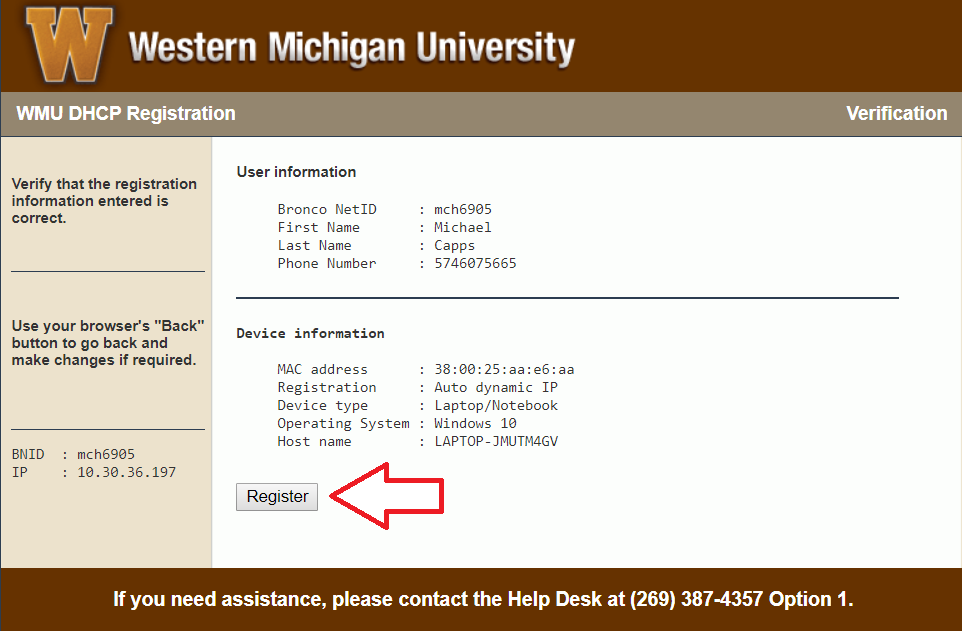 W Western Michigan University
WMU DHCP Registration Verification
Verify that the registration
information entered is
correct.
Use your browser's "Back"
button to go back and
make changes if required.
BNID : mch6905
IP : 10.30.36.197
User information
Bronco NetID : mch6905
First Name : Michael
Last Name : Capps
Phone Number : 5746075665
Device information
MAC address : 38:00:25:aa:e6:aa
Registration : Auto dynamic IP
Device type : Laptop/Notebook
Operating System : Windows 10
Host name : LAPTOP-JMUTM4GV
Register
If you need assistance, please contact the Help Desk at (269) 387-4357 Option 1.